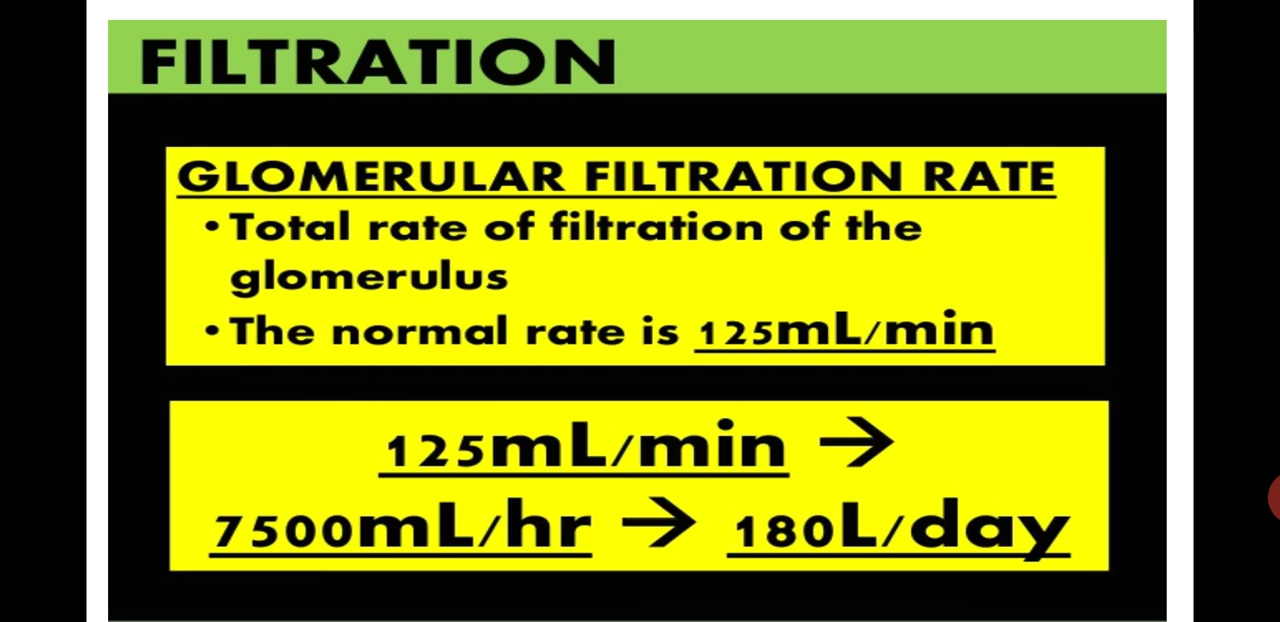 FILTRATION
GLOMERULAR FILTRATION RATE
• Total rate of filtration of the
glomerulus
• The normal rate is 125mL/min
125mL/min →
7500mL/hr → 180L/day